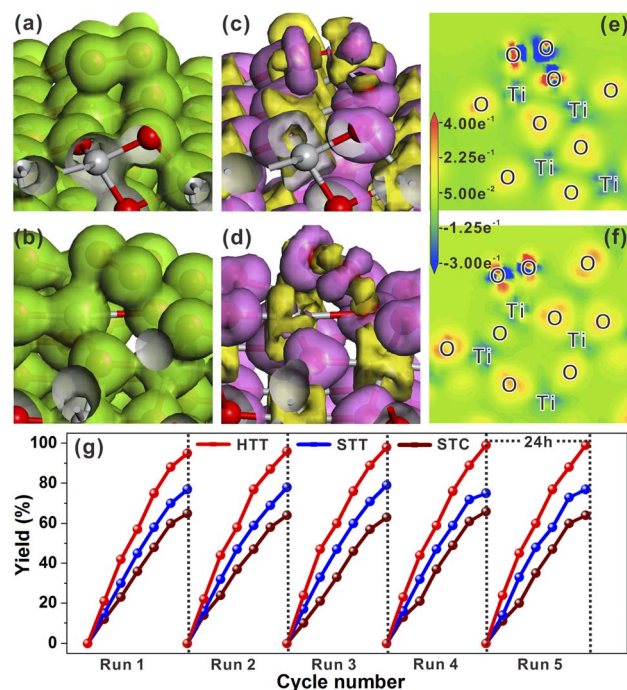 (a)
(c)
(e)
O O
O
Ti O
O Ti
O
O
Ti
O
O Ti
4.00e⁻¹
-2.25e⁻¹
5.00e⁻²
-1.25e⁻¹
-3.00e⁻¹
(b)
(d)
(f)
O O O
Ti
O O O
O Ti
O
O
Ti
(g)
HTT STT STC
24h
Yield (%)
100
80
60
40
20
0
Run 1 Run 2 Run 3 Run 4 Run 5
Cycle number